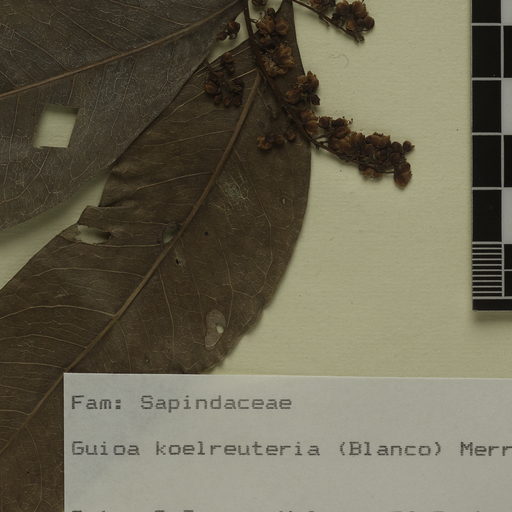 Fam: Sapindaceae
Guioa koelreuteria (Blanco) Merr